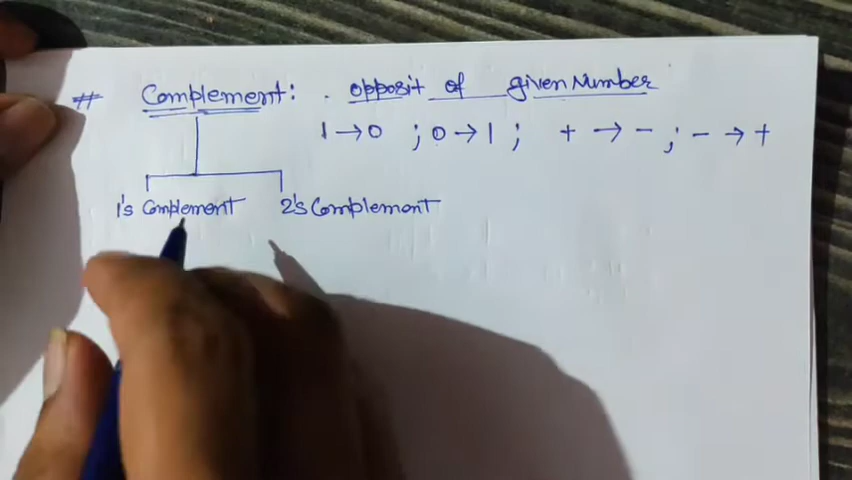 # Complement: . opposit of given Number
1 → 0 ; 0 → 1 ; + → - ; - → +
1's Complement 2's Complement